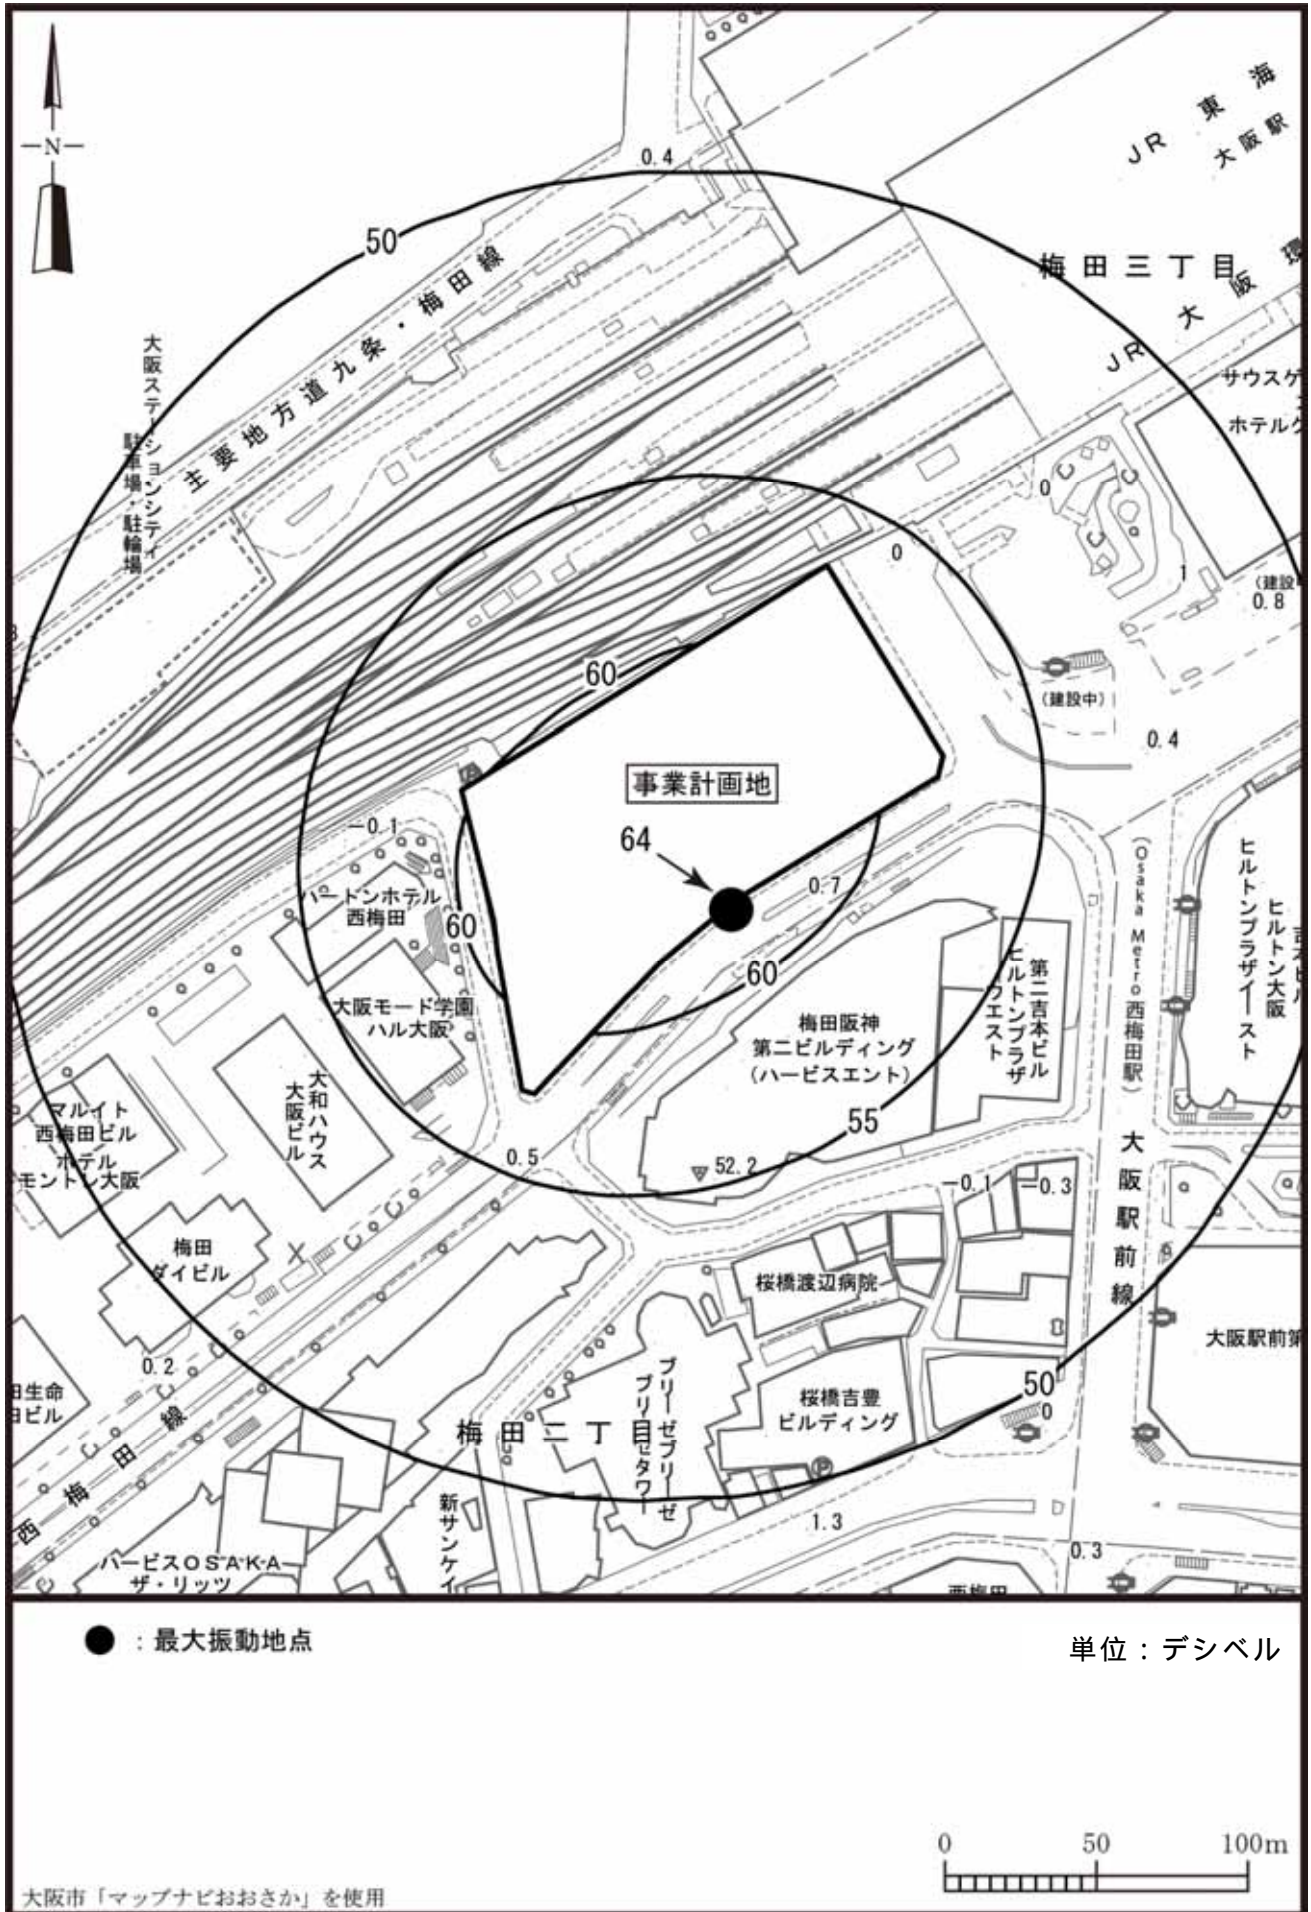 N
0.4
JR東海
大阪駅
50
主要地方道九条・梅田線
梅田三丁目
JR大阪環
サウスゲ
ホテルグ
大阪ステーションシティ
駐車場・駐輪場
0
0
1
(建設
0.8
60
(建設中)
0.4
事業計画地
64
-0.1
0.7
ハートンホテル
西梅田
60
60
大阪モード学園
ハル大阪
梅田阪神
第二ビルディング
(ハービスエント)
第二吉本ビル
ヒルトンプラザ
ウエスト
(Osaka Metro西梅田駅)
ヒルトンプラザイースト
ヒルトン大阪
大和ハウス
大阪ビル
マルイト
西梅田ビル
ホテル
モントレ大阪
55
52.2
0.5
-0.1
-0.3
大阪駅前線
梅田
ダイビル
桜橋渡辺病院
大阪駅前第
0.2
田生命
ヨビル
西梅田線
梅田二丁目
ブリーゼブリーゼ
ブリーゼタワー
桜橋吉豊
ビルディング
50
0
P
1.3
0.3
新サンケイ
ハービスOSAKA
ザ・リッツ
西梅田
● : 最大振動地点
単位：デシベル
0 50 100m
大阪市「マップナビおおさか」を使用